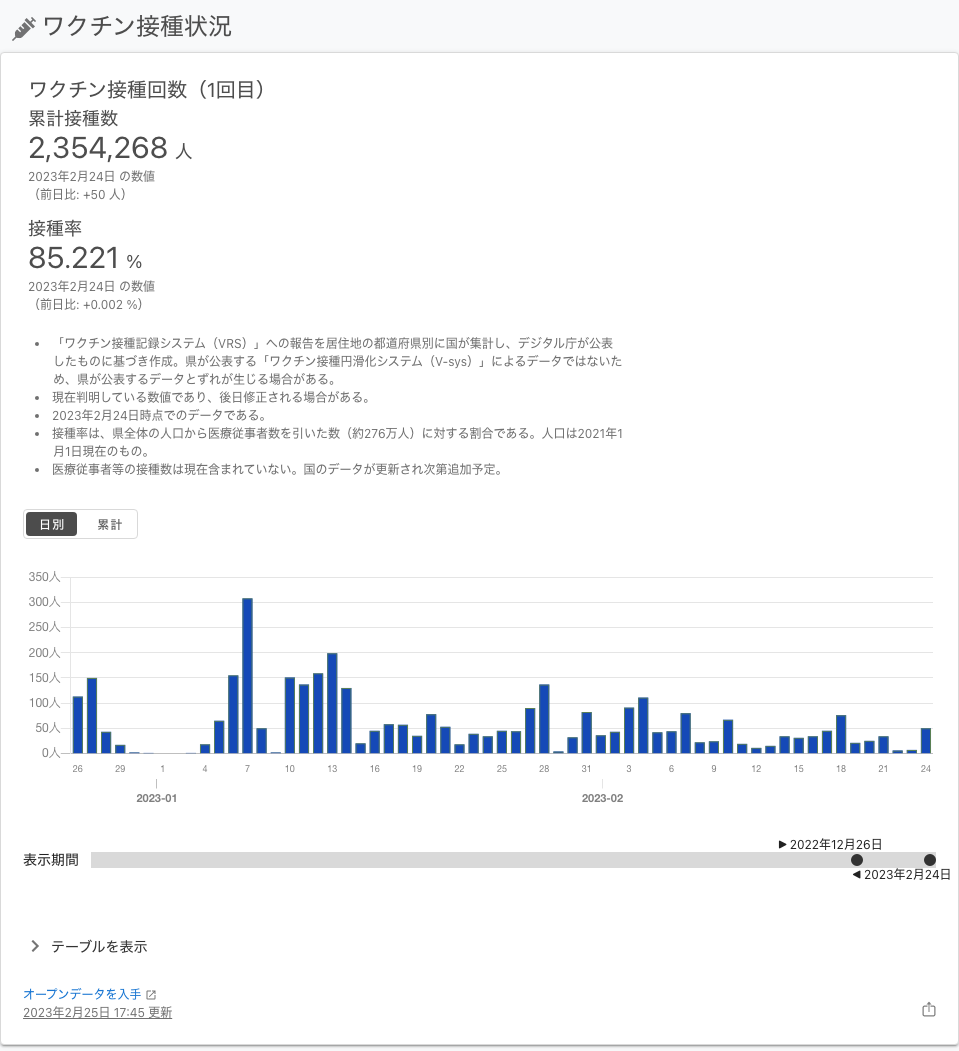 ワクチン接種状況
ワクチン接種回数（1回目）
累計接種数
2,354,268 人
2023年2月24日 の数値
（前日比: +50 人）
接種率
85.221 %
2023年2月24日 の数値
（前日比: +0.002 %）
• 「ワクチン接種記録システム（VRS）」への報告を居住地の都道府県別に国が集計し、デジタル庁が公表
したものに基づき作成。県が公表する「ワクチン接種円滑化システム（V-sys）」によるデータではないた
め、県が公表するデータとずれが生じる場合がある。
• 現在判明している数値であり、後日修正される場合がある。
• 2023年2月24日時点でのデータである。
• 接種率は、県全体の人口から医療従事者数を引いた数（約276万人）に対する割合である。人口は2021年1
月1日現在のもの。
• 医療従事者等の接種数は現在含まれていない。国のデータが更新され次第追加予定。
日別 累計
350人
300人
250人
200人
150人
100人
50人
0人
26 29 1 4 7 10 13 16 19 22 25 28 31 3 6 9 12 15 18 21 24
2023-01 2023-02
▶ 2022年12月26日
表示期間
◀ 2023年2月24日
テーブルを表示
オープンデータを入手
2023年2月25日 17:45 更新